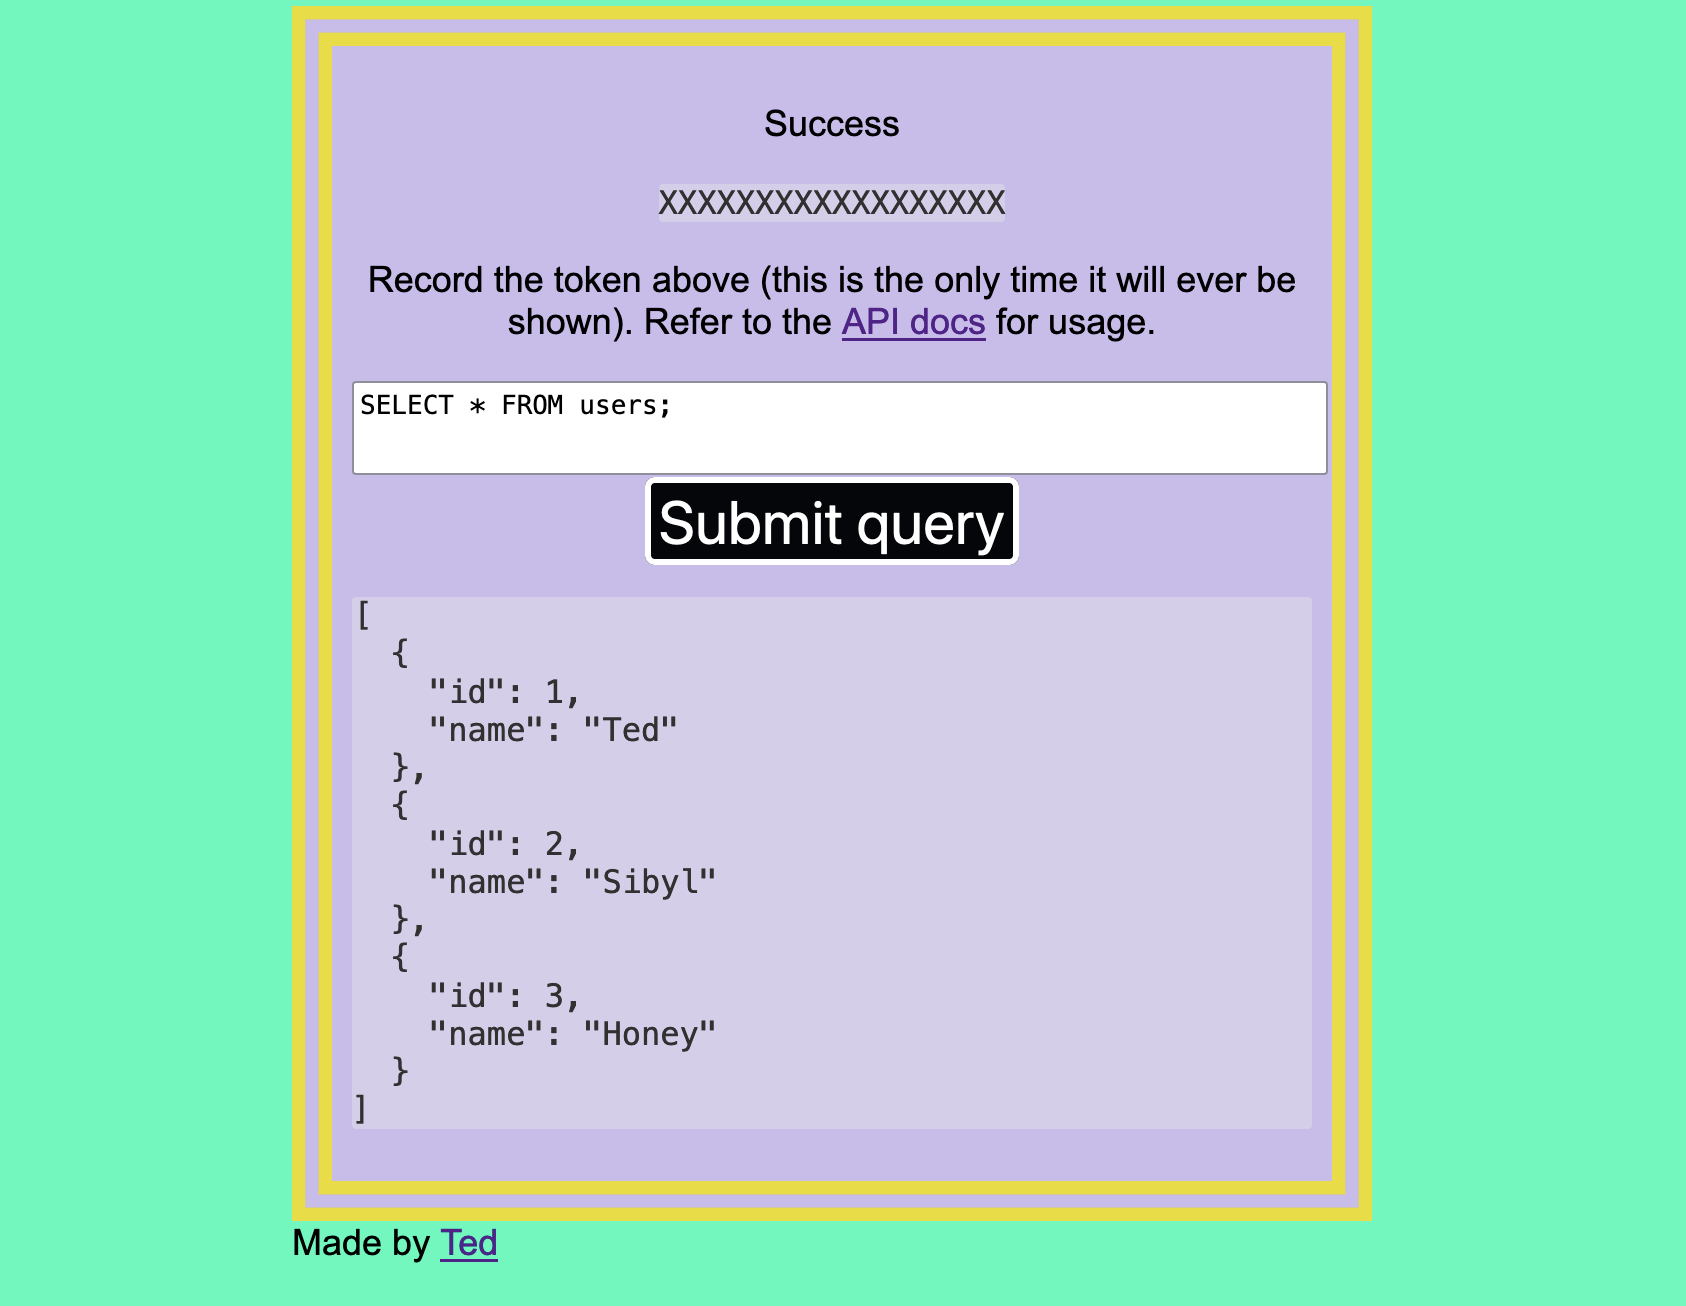 Success
XXXXXXXXXXXXXXXXXX
Record the token above (this is the only time it will ever be
shown). Refer to the API docs for usage.
SELECT * FROM users;
Submit query
[
  {
    "id": 1,
    "name": "Ted"
  },
  {
    "id": 2,
    "name": "Sibyl"
  },
  {
    "id": 3,
    "name": "Honey"
  }
]
Made by Ted